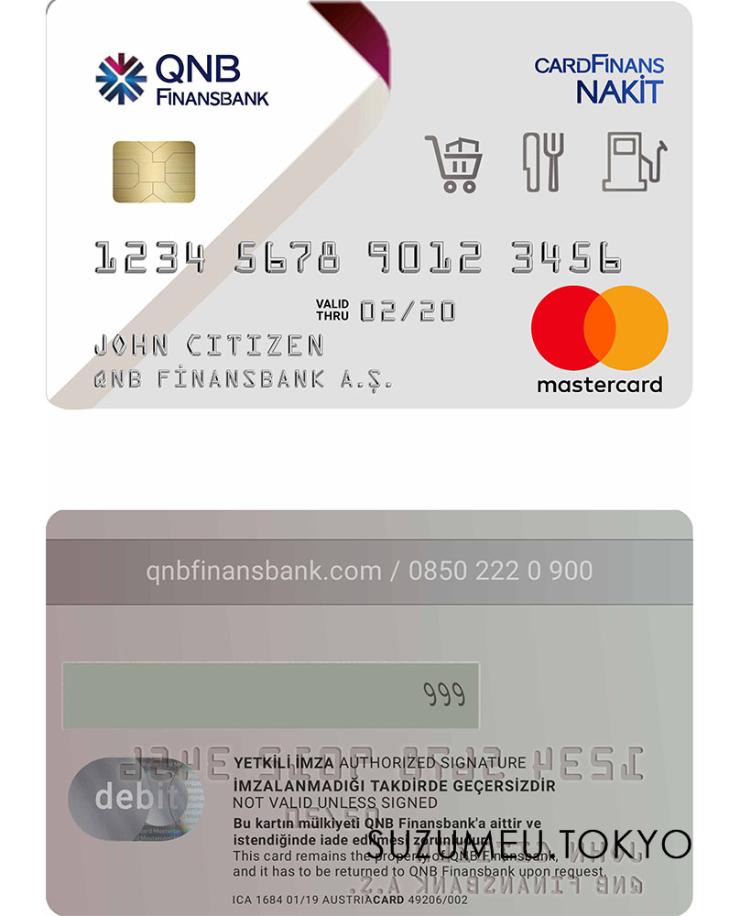 QNB
FINANSBANK
CARDFINANS
NAKİT
1234 5678 9012 3456
VALID
THRU 02/20
JOHN CITIZEN
QNB FİNANSBANK A.Ş.
mastercard
qnbfinansbank.com / 0850 222 0 900
999
debit
YETKİLİ İMZA AUTHORIZED SIGNATURE
İMZALANMADIĞI TAKDİRDE GEÇERSİZDİR
NOT VALID UNLESS SIGNED
Bu kartın mülkiyeti QNB Finansbank'a aittir ve
istendiğinde iade edilmesi zorunludur.
SUZUMEU.TOKYO
This card remains the property of QNB Finansbank,
and it has to be returned to QNB Finansbank upon request.
ICA 1684 01/19 AUSTRIACARD 49206/002